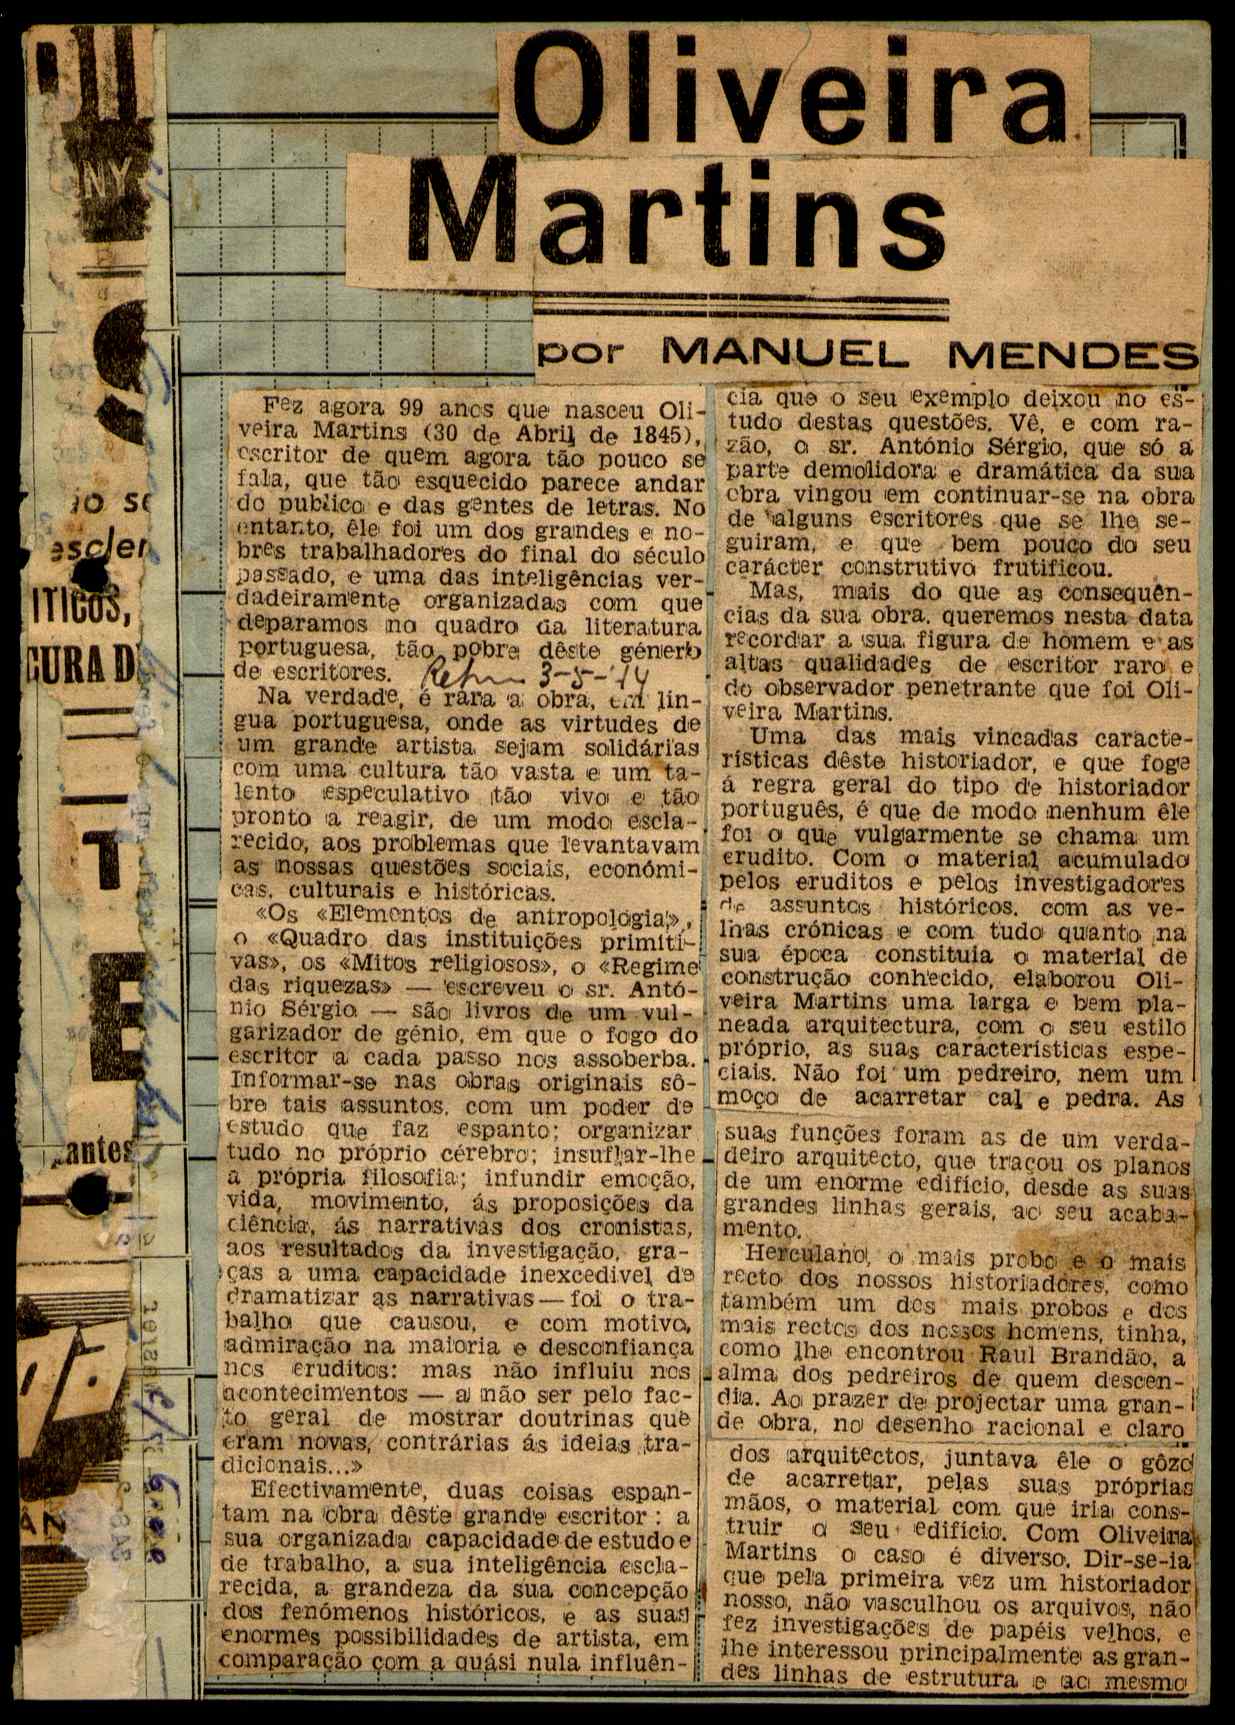 Oliveira
Martins
por MANUEL MENDES
Fez agora 99 anos que nasceu Oli-
veira Martins (30 de Abril de 1845),
escritor de quem agora tão pouco se
fala, que tão esquecido parece andar
do publico e das gentes de letras. No
entanto, êle foi um dos grandes e no-
bres trabalhadores do final do século
passado, e uma das inteligências ver-
dadeiramente organizadas com que
deparamos no quadro da literatura
portuguesa, tão pobre dêste género
de escritores.
3-5-44
Na verdade, é rara a obra, em lin-
gua portuguesa, onde as virtudes de
um grande artista sejam solidárias
com uma cultura tão vasta e um ta-
lento especulativo tão vivo e tão
pronto a reagir, de um modo escla-
recido, aos problemas que levantavam
as nossas questões sociais, económi-
cas, culturais e históricas.
«Os «Elementos de antropologia»,
o «Quadro das instituições primiti-
vas», os «Mitos religiosos», o «Regime
das riquezas» — escreveu o sr. Antó-
nio Sérgio — são livros de um vul-
garizador de génio, em que o fogo do
escritor a cada passo nos assoberba.
Informar-se nas obras originais sô-
bre tais assuntos, com um poder de
estudo que faz espanto; organizar
tudo no próprio cérebro; insuflar-lhe
a própria filosofia; infundir emoção,
vida, movimento, ás proposições da
ciência, ás narrativas dos cronistas,
aos resultados da investigação, gra-
ças a uma capacidade inexcedivel de
dramatizar as narrativas — foi o tra-
balho que causou, e com motivo,
admiração na maioria e desconfiança
nos eruditos: mas não influiu nos
acontecimentos — a não ser pelo fac-
to geral de mostrar doutrinas que
eram novas, contrárias ás ideias tra-
dicionais...»
Efectivamente, duas coisas espan-
tam na obra dêste grande escritor: a
sua organizada capacidade de estudo e
de trabalho, a sua inteligência escla-
recida, a grandeza da sua concepção
dos fenómenos históricos, e as suas
enormes possibilidades de artista, em
comparação com a quási nula influên-
cia que o seu exemplo deixou no es-
tudo destas questões. Vê, e com ra-
zão, o sr. António Sérgio, que só a
parte demolidora e dramática da sua
obra vingou em continuar-se na obra
de alguns escritores que se lhe se-
guiram, e que bem pouco do seu
carácter construtivo frutificou.
Mas, mais do que as consequên-
cias da sua obra, queremos nesta data
recordar a sua figura de homem e as
altas qualidades de escritor raro e
do observador penetrante que foi Oli-
veira Martins.
Uma das mais vincadas caracte-
rísticas dêste historiador, e que foge
á regra geral do tipo de historiador
português, é que de modo nenhum êle
foi o que vulgarmente se chama um
erudito. Com o material acumulado
pelos eruditos e pelos investigadores
de assuntos históricos, com as ve-
lhas crónicas e com tudo quanto na
sua época constituia o material de
construção conhecido, elaborou Oli-
veira Martins uma larga e bem pla-
neada arquitectura, com o seu estilo
próprio, as suas características espe-
ciais. Não foi um pedreiro, nem um
moço de acarretar cal e pedra. As
suas funções foram as de um verda-
deiro arquitecto, que traçou os planos
de um enorme edifício, desde as suas
grandes linhas gerais, ao seu acaba-
mento.
Herculano, o mais probo e o mais
recto dos nossos historiadores, como
também um dos mais probos e dos
mais rectos dos nossos homens, tinha,
como lhe encontrou Raul Brandão, a
alma dos pedreiros de quem descen-
dia. Ao prazer de projectar uma gran-
de obra, no desenho racional e claro
dos arquitectos, juntava êle o gôzo
de acarretar, pelas suas próprias
mãos, o material com que iria cons-
truir o seu edifício. Com Oliveira
Martins o caso é diverso. Dir-se-ia
que pela primeira vez um historiador
nosso, não vasculhou os arquivos, não
fez investigações de papéis velhos, e
lhe interessou principalmente as gran-
des linhas de estrutura e ao mesmo
NY
ITICOS,
CURA D
T
E
antes